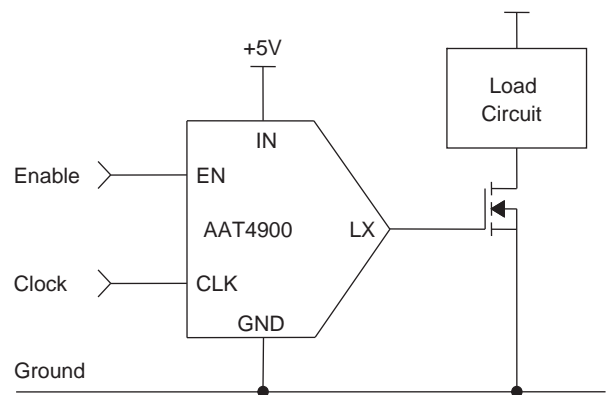 +5V
Load
Circuit
IN
Enable
EN
AAT4900
LX
Clock
CLK
GND
Ground